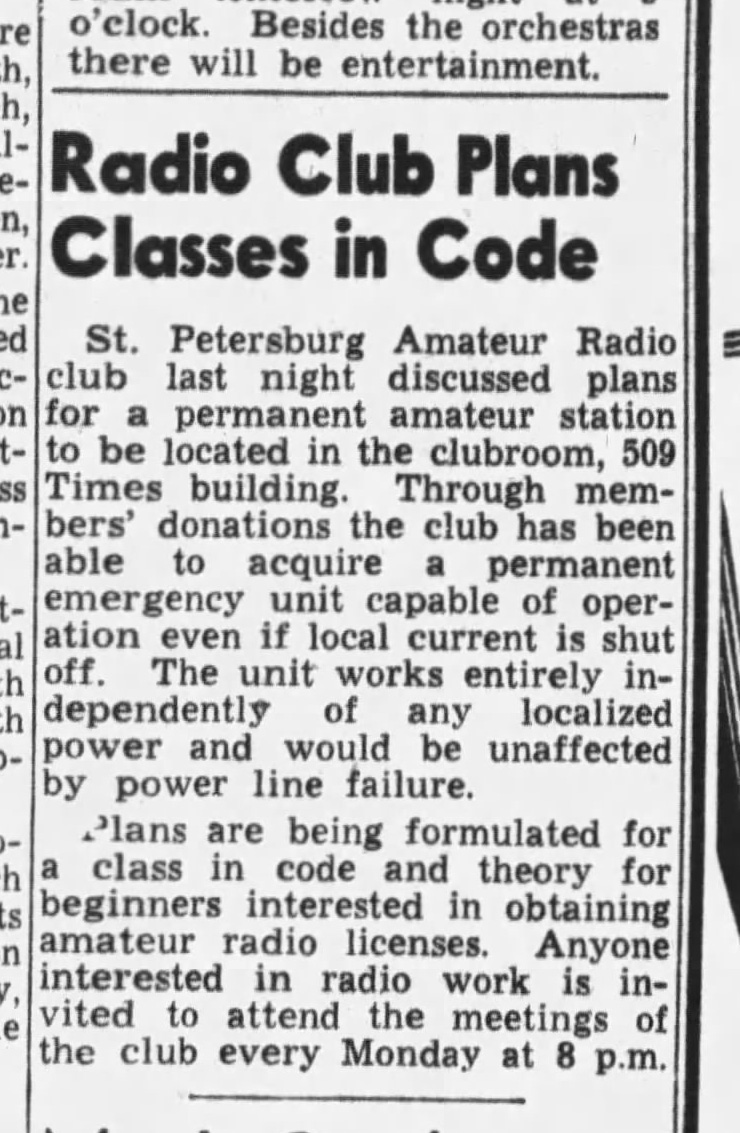 o'clock. Besides the orchestras
there will be entertainment.
Radio Club Plans
Classes in Code
St. Petersburg Amateur Radio
club last night discussed plans
for a permanent amateur station
to be located in the clubroom, 509
Times building. Through mem-
bers' donations the club has been
able to acquire a permanent
emergency unit capable of oper-
ation even if local current is shut
off. The unit works entirely in-
dependently of any localized
power and would be unaffected
by power line failure.
Plans are being formulated for
a class in code and theory for
beginners interested in obtaining
amateur radio licenses. Anyone
interested in radio work is in-
vited to attend the meetings of
the club every Monday at 8 p.m.